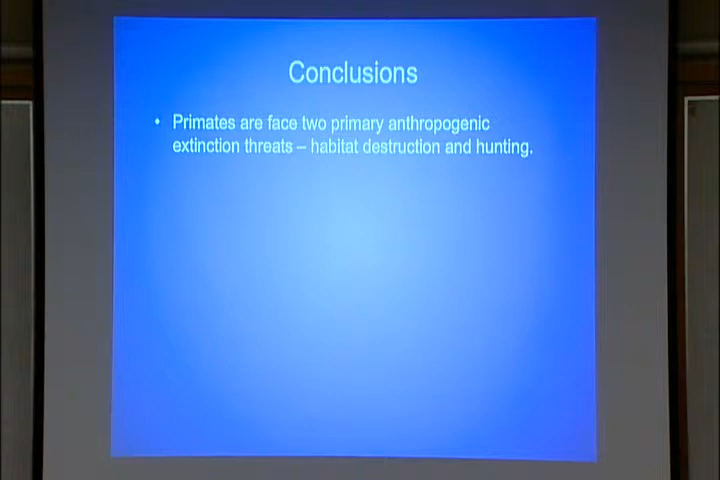 Conclusions
• Primates are face two primary anthropogenic
extinction threats – habitat destruction and hunting.